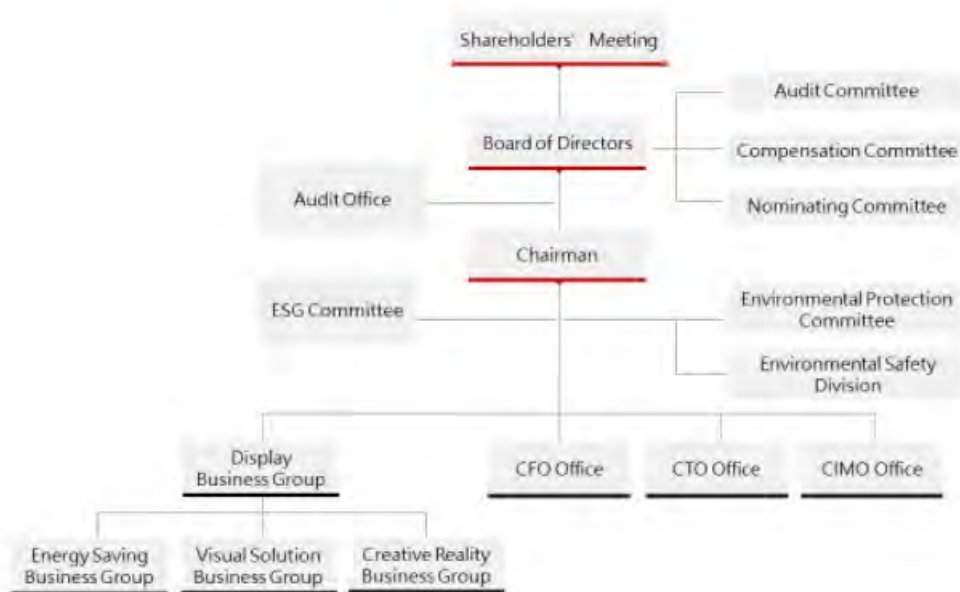 Shareholders' Meeting
Audit Committee
Board of Directors
Compensation Committee
Audit Office
Nominating Committee
Chairman
ESG Committee
Environmental Protection
Committee
Environmental Safety
Division
Display
Business Group
CFO Office
CTO Office
CIMO Office
Energy Saving
Business Group
Visual Solution
Business Group
Creative Reality
Business Group